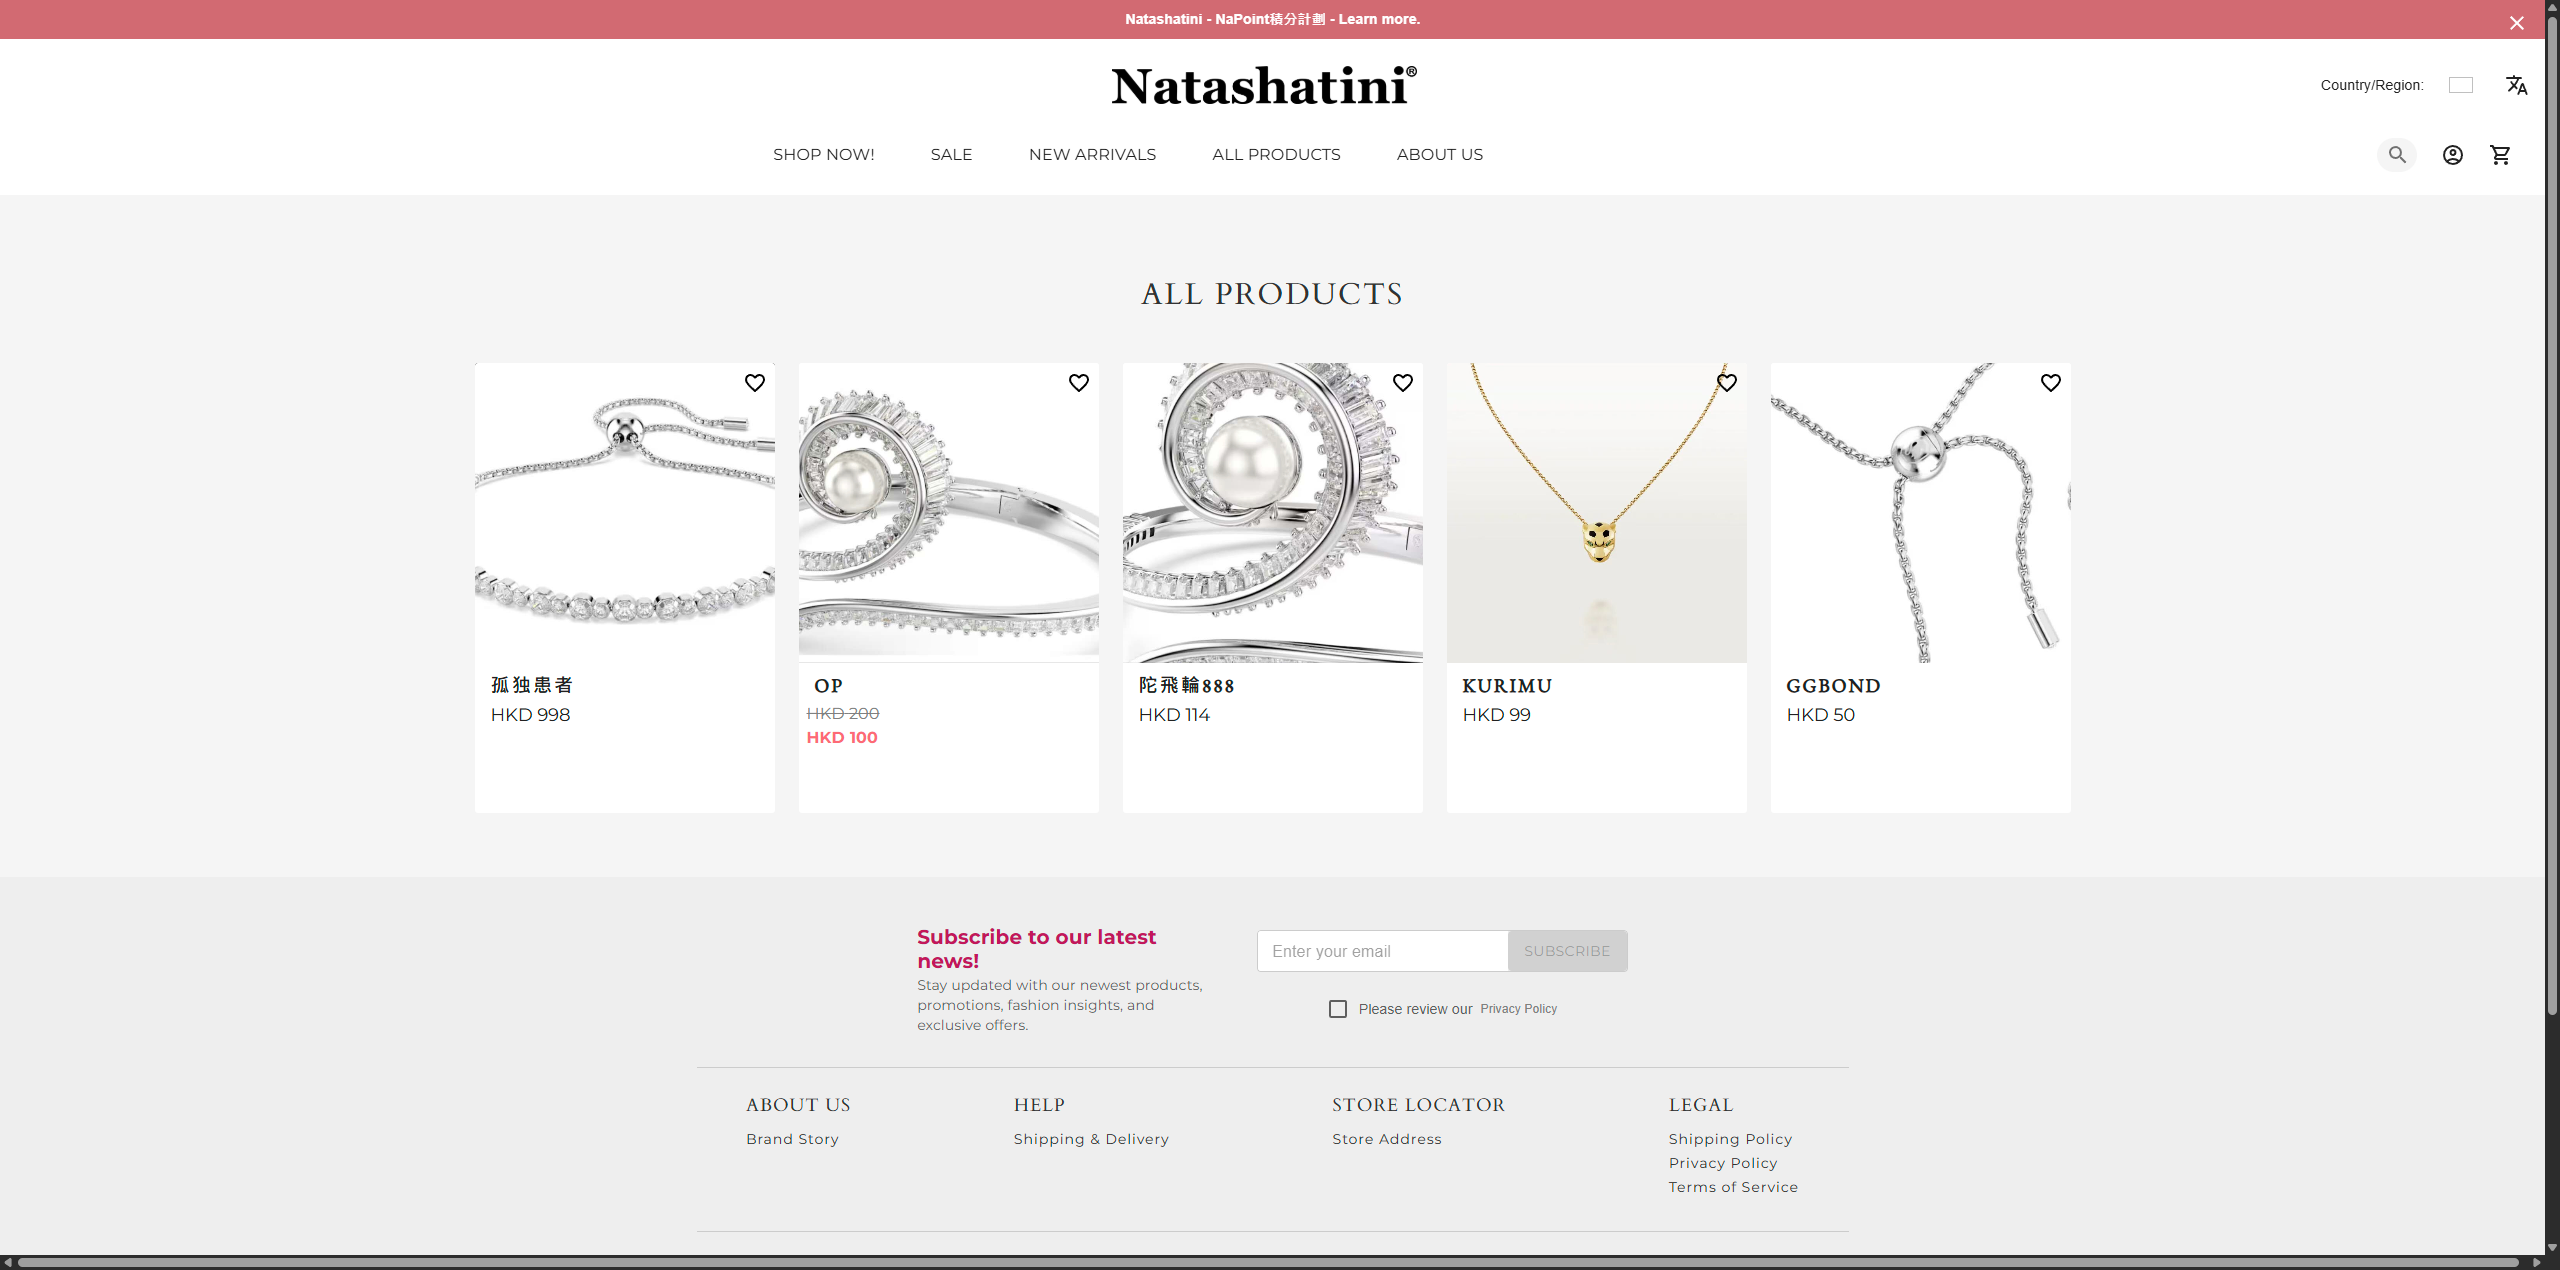 Natashatini - NaPoint積分計劃 - Learn more.
Natashatini®
Country/Region:
SHOP NOW! SALE NEW ARRIVALS ALL PRODUCTS ABOUT US
ALL PRODUCTS
孤独患者
HKD 998
OP
HKD 200
HKD 100
陀飛輪888
HKD 114
KURIMU
HKD 99
GGBOND
HKD 50
Subscribe to our latest
news!
Stay updated with our newest products,
promotions, fashion insights, and
exclusive offers.
Enter your email SUBSCRIBE
Please review our Privacy Policy
ABOUT US
Brand Story
HELP
Shipping & Delivery
STORE LOCATOR
Store Address
LEGAL
Shipping Policy
Privacy Policy
Terms of Service